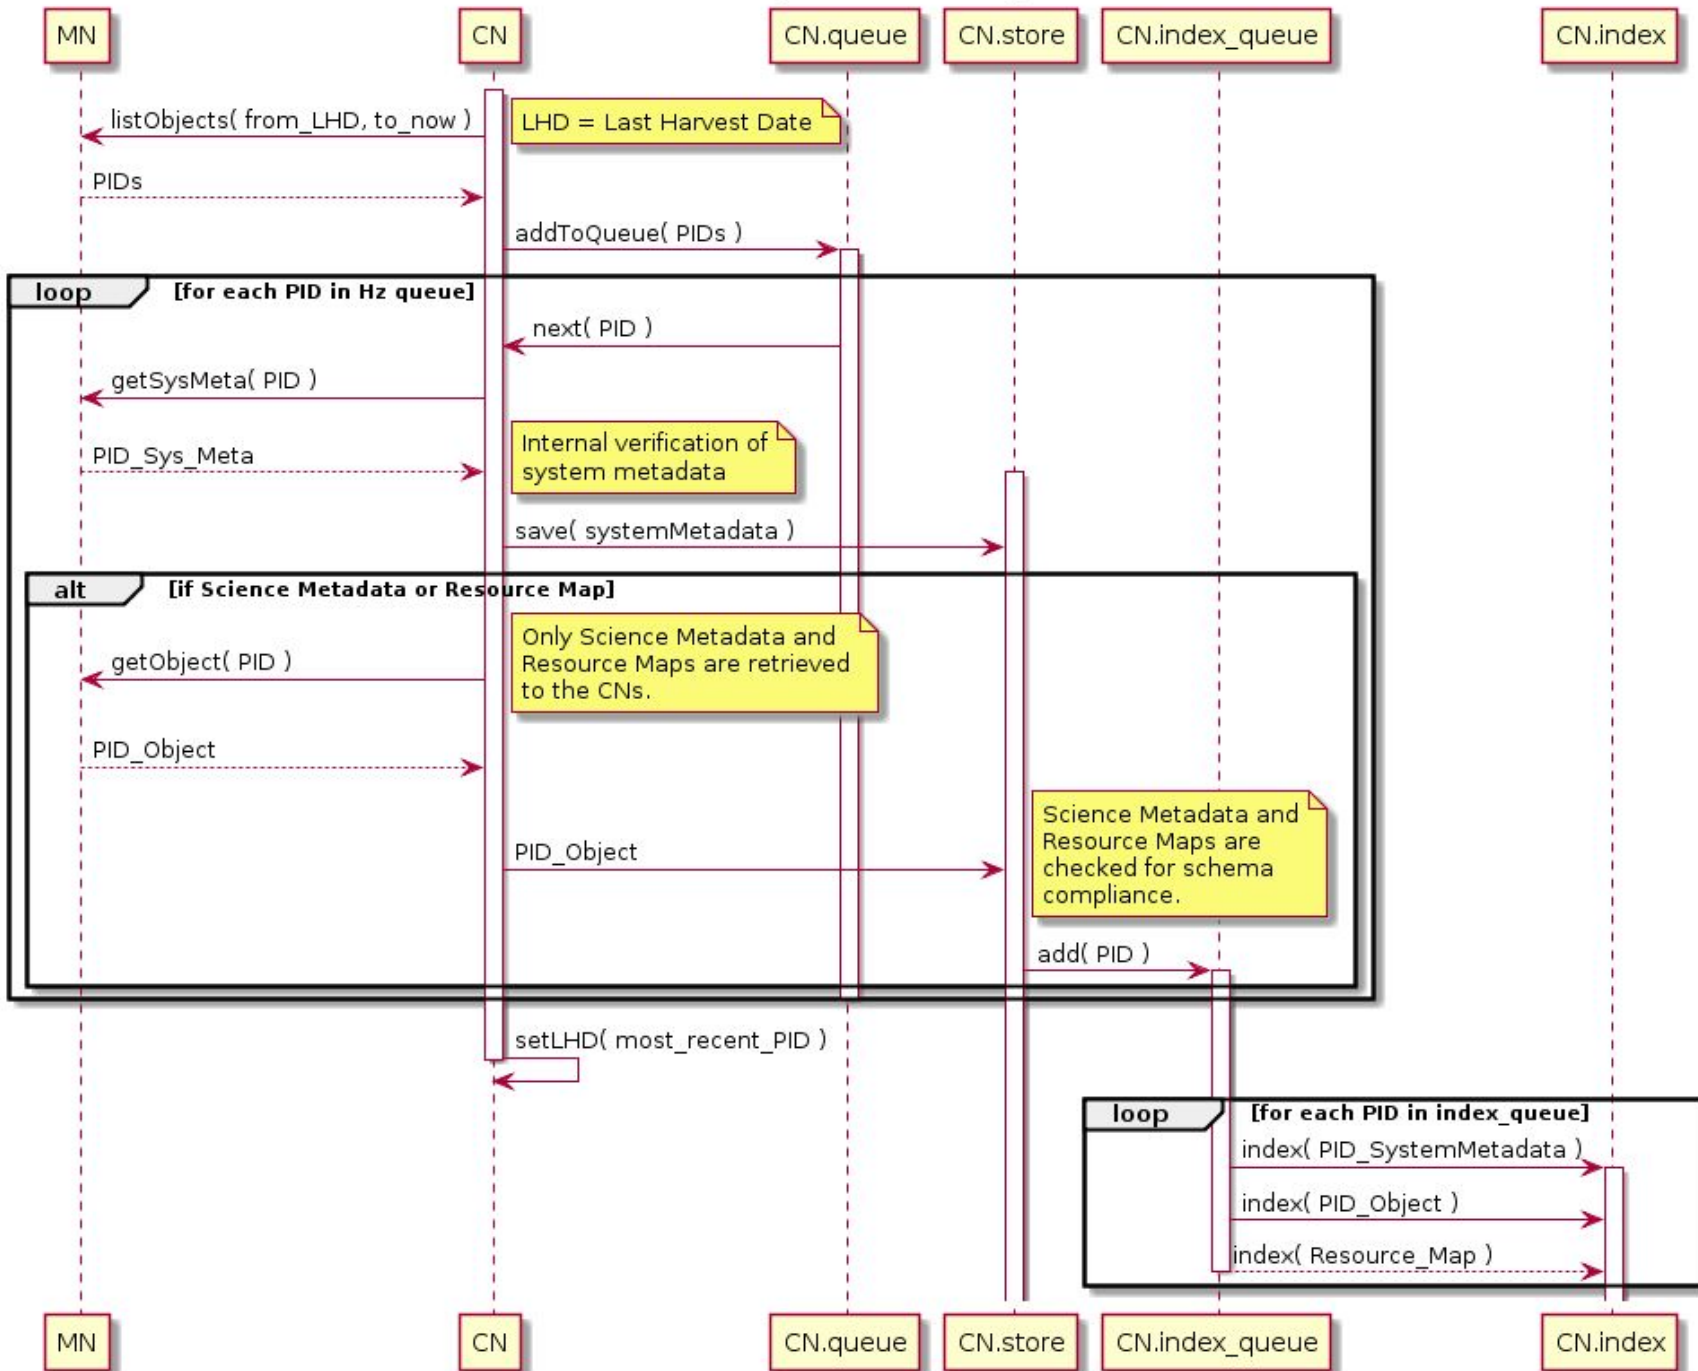 MN
CN
CN.queue
CN.store
CN.index_queue
CN.index
listObjects( from_LHD, to_now )
LHD = Last Harvest Date
PIDs
addToQueue( PIDs )
loop
[for each PID in Hz queue]
next( PID )
getSysMeta( PID )
Internal verification of
system metadata
PID_Sys_Meta
save( systemMetadata )
alt
[if Science Metadata or Resource Map]
Only Science Metadata and
Resource Maps are retrieved
to the CNs.
getObject( PID )
PID_Object
Science Metadata and
Resource Maps are
checked for schema
compliance.
PID_Object
add( PID )
setLHD( most_recent_PID )
loop
[for each PID in index_queue]
index( PID_SystemMetadata )
index( PID_Object )
index( Resource_Map )
MN
CN
CN.queue
CN.store
CN.index_queue
CN.index